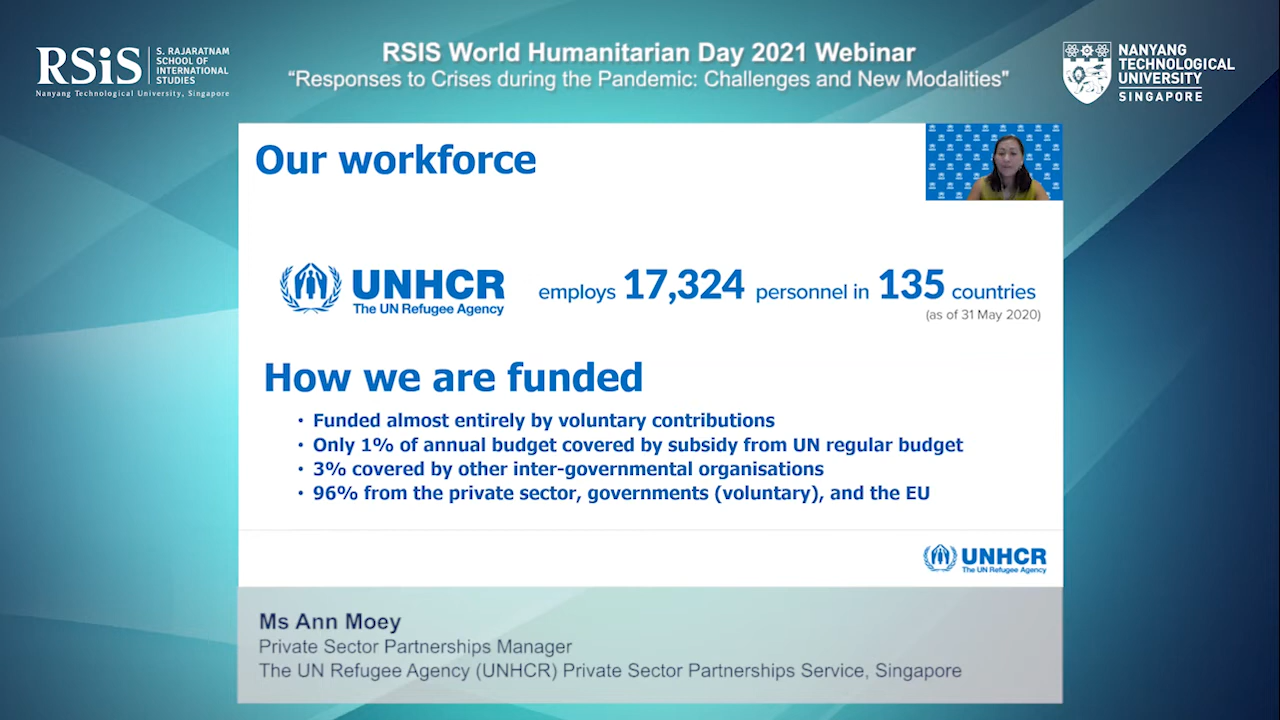 RSiS
S. RAJARATNAM
SCHOOL OF
INTERNATIONAL
STUDIES
Nanyang Technological University, Singapore
RSIS World Humanitarian Day 2021 Webinar
“Responses to Crises during the Pandemic: Challenges and New Modalities"
NANYANG
TECHNOLOGICAL
UNIVERSITY
SINGAPORE
Our workforce
UNHCR
The UN Refugee Agency
employs 17,324 personnel in 135 countries
(as of 31 May 2020)
How we are funded
• Funded almost entirely by voluntary contributions
• Only 1% of annual budget covered by subsidy from UN regular budget
• 3% covered by other inter-governmental organisations
• 96% from the private sector, governments (voluntary), and the EU
UNHCR
The UN Refugee Agency
Ms Ann Moey
Private Sector Partnerships Manager
The UN Refugee Agency (UNHCR) Private Sector Partnerships Service, Singapore